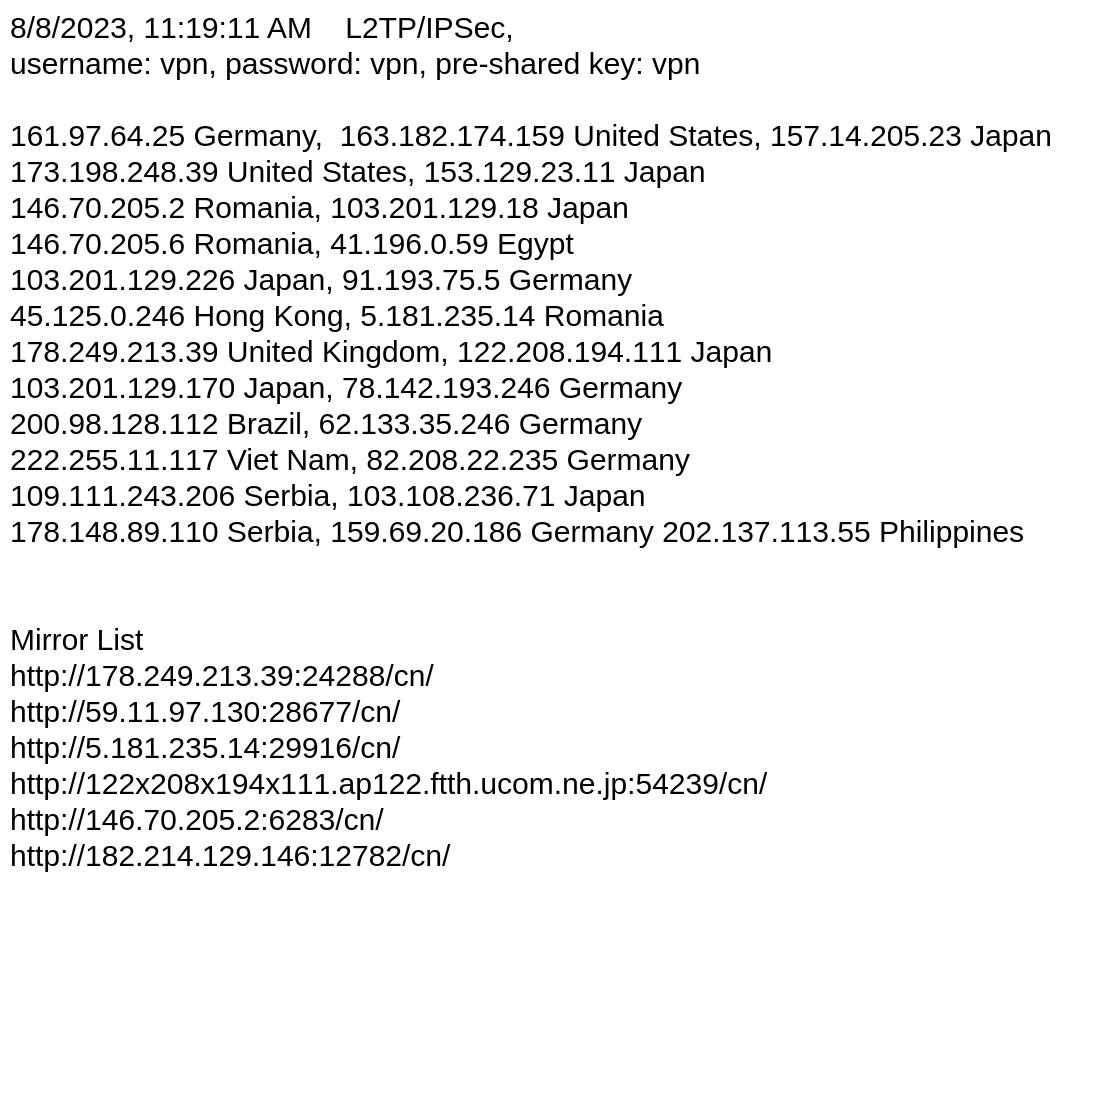 8/8/2023, 11:19:11 AM    L2TP/IPSec,
username: vpn, password: vpn, pre-shared key: vpn
161.97.64.25 Germany,  163.182.174.159 United States, 157.14.205.23 Japan
173.198.248.39 United States, 153.129.23.11 Japan
146.70.205.2 Romania, 103.201.129.18 Japan
146.70.205.6 Romania, 41.196.0.59 Egypt
103.201.129.226 Japan, 91.193.75.5 Germany
45.125.0.246 Hong Kong, 5.181.235.14 Romania
178.249.213.39 United Kingdom, 122.208.194.111 Japan
103.201.129.170 Japan, 78.142.193.246 Germany
200.98.128.112 Brazil, 62.133.35.246 Germany
222.255.11.117 Viet Nam, 82.208.22.235 Germany
109.111.243.206 Serbia, 103.108.236.71 Japan
178.148.89.110 Serbia, 159.69.20.186 Germany 202.137.113.55 Philippines
Mirror List
http://178.249.213.39:24288/cn/
http://59.11.97.130:28677/cn/
http://5.181.235.14:29916/cn/
http://122x208x194x111.ap122.ftth.ucom.ne.jp:54239/cn/
http://146.70.205.2:6283/cn/
http://182.214.129.146:12782/cn/